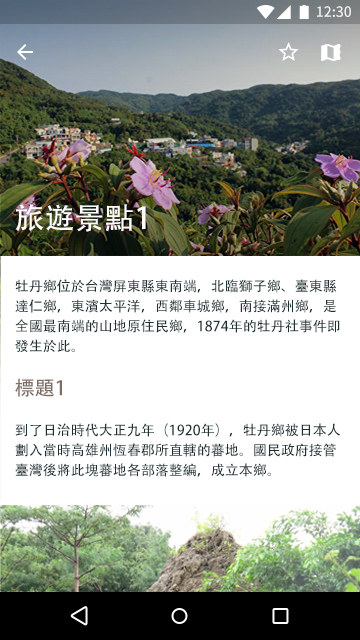 12:30
旅遊景點1
牡丹鄉位於台灣屏東縣東南端，北臨獅子鄉、臺東縣
達仁鄉，東濱太平洋，西鄰車城鄉，南接滿州鄉，是
全國最南端的山地原住民鄉，1874年的牡丹社事件即
發生於此。
標題1
到了日治時代大正九年（1920年），牡丹鄉被日本人
劃入當時高雄州恆春郡所直轄的蕃地。國民政府接管
臺灣後將此塊蕃地各部落整編，成立本鄉。